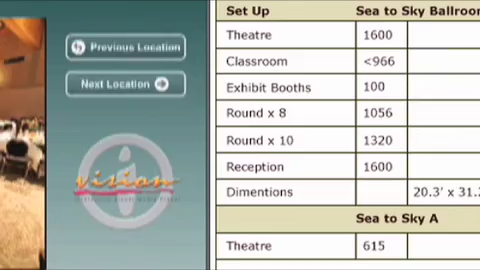 Previous Location
Next Location
vision
Set Up Sea to Sky Ballroo
Theatre 1600
Classroom <966
Exhibit Booths 100
Round x 8 1056
Round x 10 1320
Reception 1600
Dimentions 20.3' x 31.2
Sea to Sky A
Theatre 615